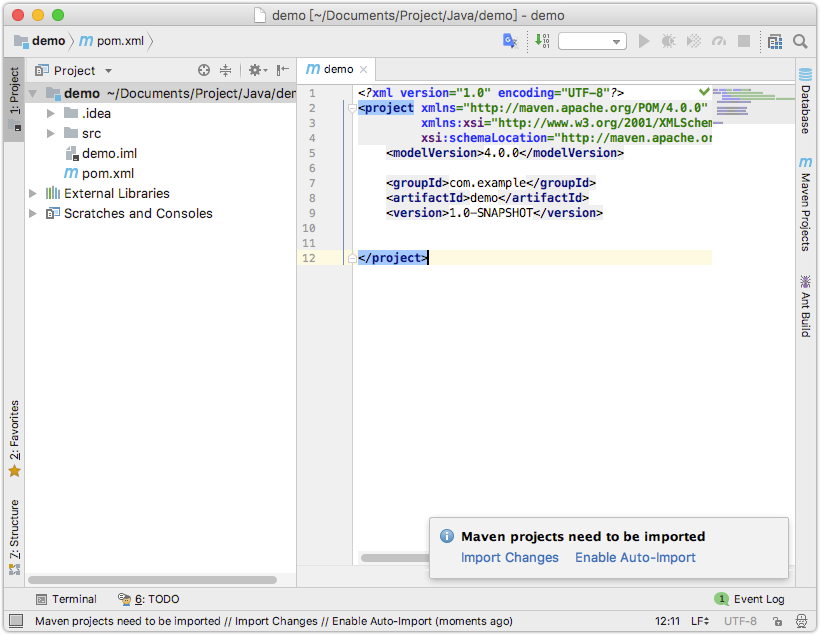 demo [~/Documents/Project/Java/demo] - demo
demo
pom.xml
1: Project
Project
demo ~/Documents/Project/Java/der
.idea
src
demo.iml
pom.xml
External Libraries
Scratches and Consoles
demo
1 <?xml version="1.0" encoding="UTF-8"?>
2 <project xmlns="http://maven.apache.org/POM/4.0.0"
3 xmlns:xsi="http://www.w3.org/2001/XMLSchem
4 xsi:schemaLocation="http://maven.apache.or
5 <modelVersion>4.0.0</modelVersion>
6
7 <groupId>com.example</groupId>
8 <artifactId>demo</artifactId>
9 <version>1.0-SNAPSHOT</version>
10
11
12 </project>
Database
Maven Projects
Ant Build
2: Favorites
7: Structure
Maven projects need to be imported
Import Changes Enable Auto-Import
Terminal 6: TODO 1 Event Log
Maven projects need to be imported // Import Changes // Enable Auto-Import (moments ago) 12:11 LF UTF-8